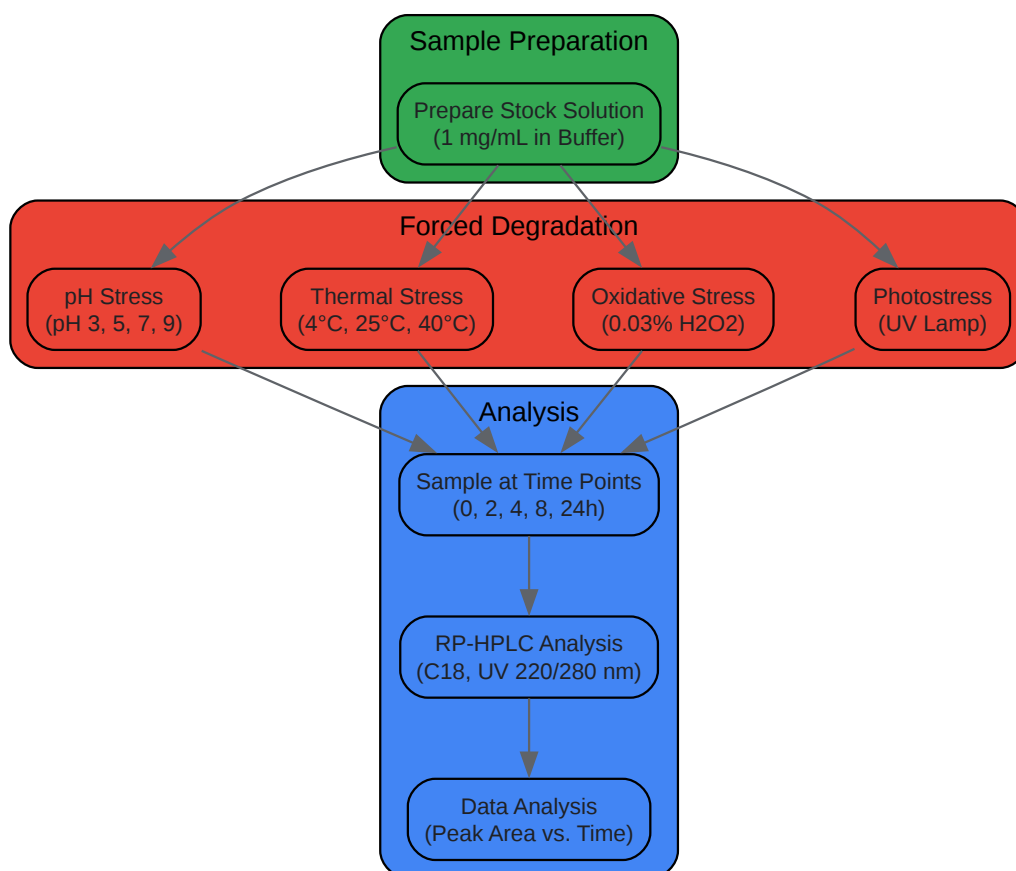 Sample Preparation
Prepare Stock Solution
(1 mg/mL in Buffer)
Forced Degradation
pH Stress
(pH 3, 5, 7, 9)
Thermal Stress
(4°C, 25°C, 40°C)
Oxidative Stress
(0.03% H2O2)
Photostress
(UV Lamp)
Analysis
Sample at Time Points
(0, 2, 4, 8, 24h)
RP-HPLC Analysis
(C18, UV 220/280 nm)
Data Analysis
(Peak Area vs. Time)